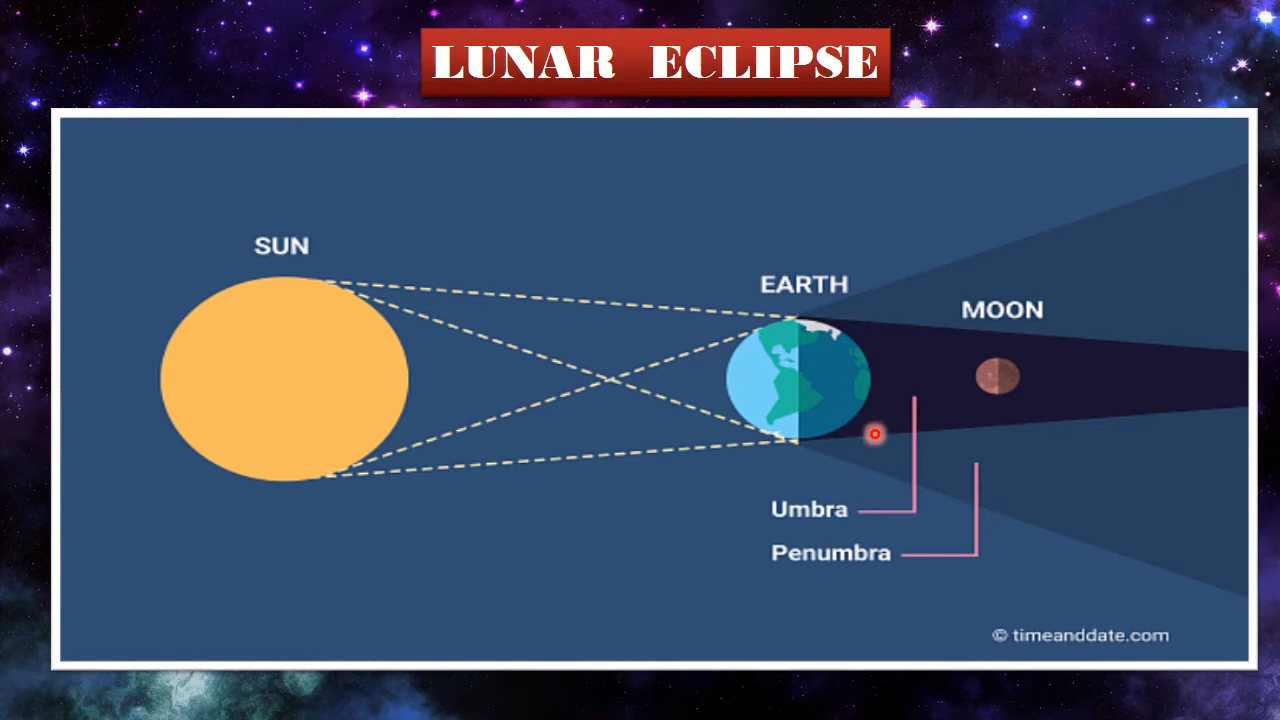 LUNAR ECLIPSE
SUN
EARTH
MOON
Umbra
Penumbra
© timeanddate.com